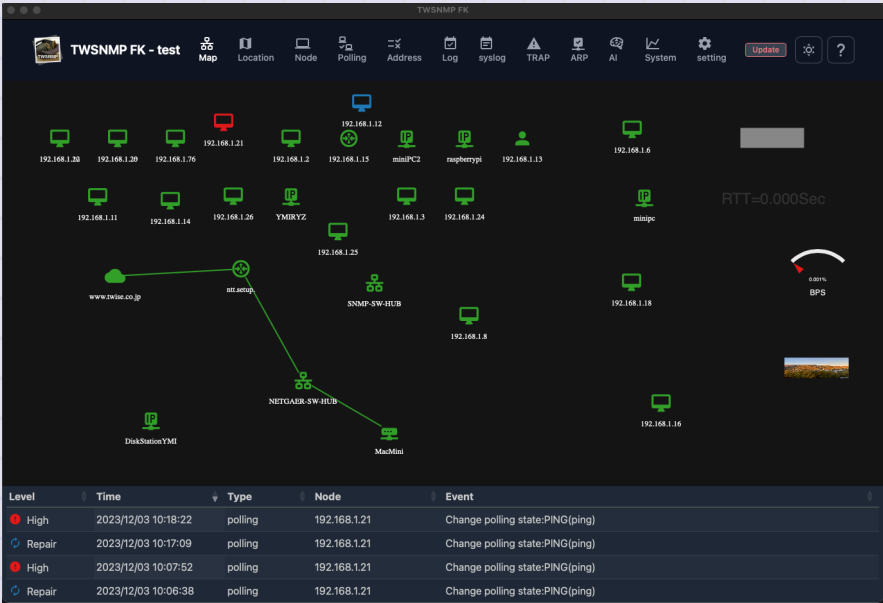 TWSNMP FK
TWSNMP FK - test
Map
Location
Node
Polling
Address
Log
syslog
TRAP
ARP
AI
System
setting
Update
?
192.168.1.12
192.168.1.21
192.168.1.20
192.168.1.76
192.168.1.2
192.168.1.15
miniPC2
raspberrypi
192.168.1.13
192.168.1.6
192.168.1.11
192.168.1.14
192.168.1.26
YMIRYZ
192.168.1.3
192.168.1.24
minipc
RTT=0.000Sec
192.168.1.25
www.twise.co.jp
ntt.setup.
SNMP-SW-HUB
192.168.1.8
192.168.1.18
0.001%
BPS
NETGAER-SW-HUB
DiskStationYMI
MacMini
192.168.1.16
Level Time Type Node Event
High 2023/12/03 10:18:22 polling 192.168.1.21 Change polling state:PING(ping)
Repair 2023/12/03 10:17:09 polling 192.168.1.21 Change polling state:PING(ping)
High 2023/12/03 10:07:52 polling 192.168.1.21 Change polling state:PING(ping)
Repair 2023/12/03 10:06:38 polling 192.168.1.21 Change polling state:PING(ping)